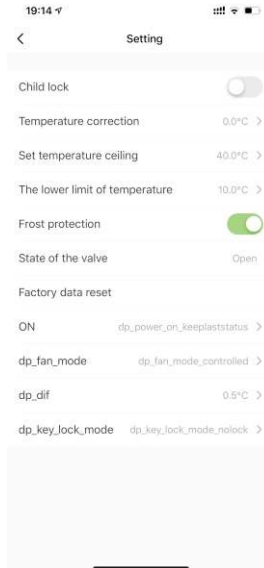 19:14
Setting
Child lock
Temperature correction 0.0°C >
Set temperature ceiling 40.0°C >
The lower limit of temperature 10.0°C >
Frost protection
State of the valve Open
Factory data reset
ON dp_power_on_keeplaststatus >
dp_fan_mode dp_fan_mode_controlled >
dp_dif 0.5°C >
dp_key_lock_mode dp_key_lock_mode_nolock >